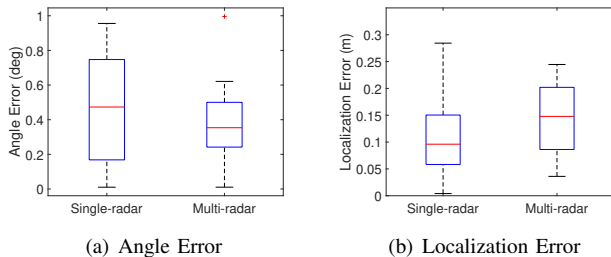 Angle Error (deg)
1
0.8
0.6
0.4
0.2
0
Single-radar Multi-radar
(a) Angle Error
Localization Error (m)
0.3
0.25
0.2
0.15
0.1
0.05
0
Single-radar Multi-radar
(b) Localization Error